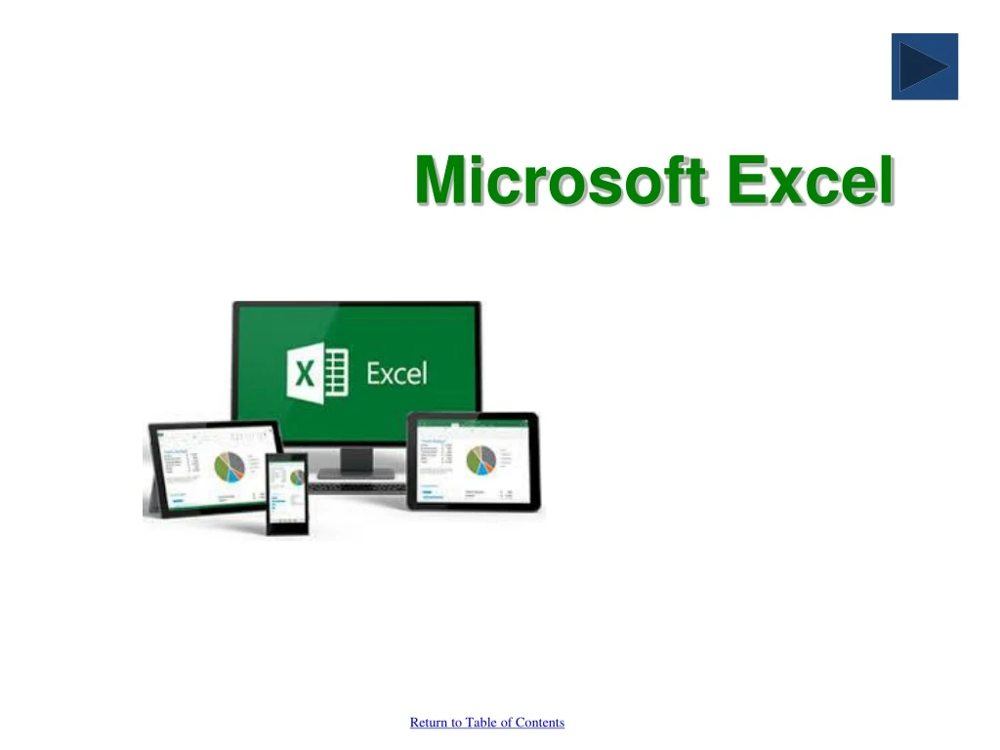 Microsoft Excel
X Excel
Return to Table of Contents